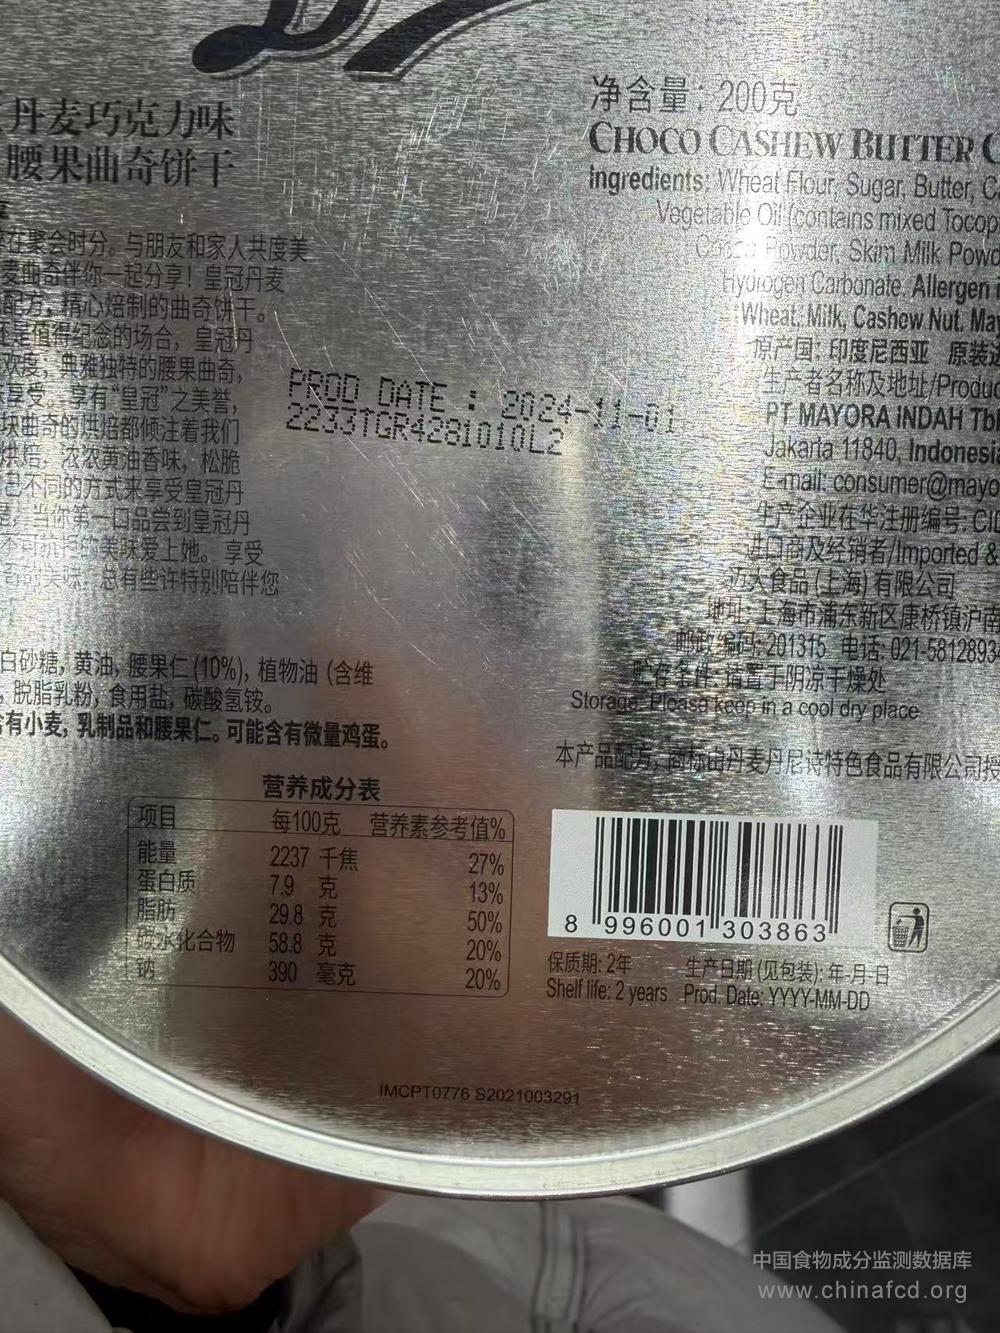 丹麦巧克力味
腰果曲奇饼干
在聚会时分。与朋友和家人共度美
麦曲奇伴你一起分享！皇冠丹麦
配方，精心焙制的曲奇饼干。
是值得纪念的场合，皇冠丹
典雅独特的腰果曲奇，
享受。享有“皇冠”之美誉，
块曲奇的烘焙都倾注着我们
烘焙，浓浓黄油香味，松脆
不同的方式来享受皇冠丹
当你第一口品尝到皇冠丹
美味爱上她。享受
美味，总有些许特别陪伴您
白砂糖，黄油，腰果仁(10%)，植物油（含维
，脱脂乳粉，食用盐，碳酸氢铵。
含有小麦，乳制品和腰果仁。可能含有微量鸡蛋。
营养成分表
项目 每100克 营养素参考值%
能量 2237 千焦 27%
蛋白质 7.9 克 13%
脂肪 29.8 克 50%
碳水化合物 58.8 克 20%
钠 390 毫克 20%
PROD DATE : 2024-11-01
2233TGR4281010L2
净含量：200克
CHOCO CASHEW BUTTER C
Ingredients: Wheat Flour, Sugar, Butter, C
Vegetable Oil (contains mixed Tocop
Cocoa Powder, Skim Milk Powd
Hydrogen Carbonate. Allergen
Wheat, Milk, Cashew Nut. Ma
原产国：印度尼西亚 原装
生产者名称及地址/Produc
PT MAYORA INDAH Tb
Jakarta 11840, Indonesia
E-mail: consumer@mayo
生产企业在华注册编号：CI
进口商及经销者/Imported &
迈大食品(上海)有限公司
地址：上海市浦东新区康桥镇沪南
邮政编码：201315 电话：021-5812893
贮存条件：请置于阴凉干燥处
Storage: Please keep in a cool dry place
本产品配方，商标由丹麦丹尼诗特色食品有限公司授
8 996001 303863
保质期：2年 生产日期(见包装)：年-月-日
Shelf life: 2 years Prod. Date: YYYY-MM-DD
IMCPT0776 S2021003291
中国食物成分监测数据库
www.chinafcd.org